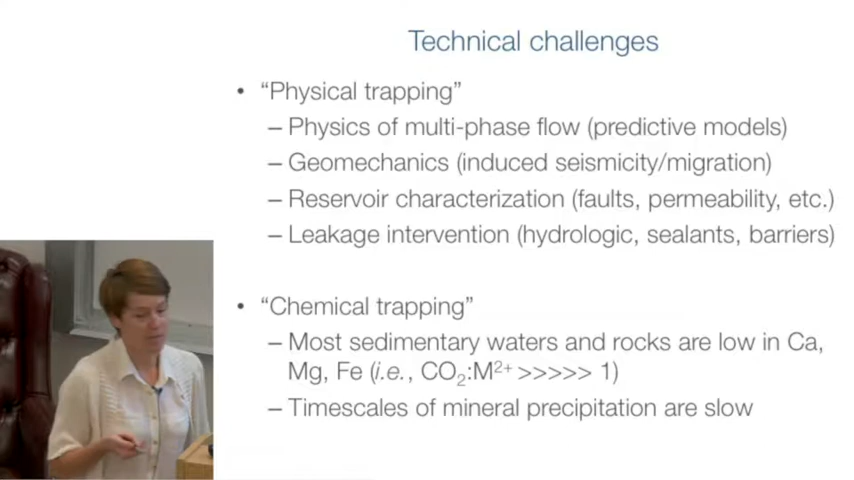 Technical challenges
• “Physical trapping”
– Physics of multi-phase flow (predictive models)
– Geomechanics (induced seismicity/migration)
– Reservoir characterization (faults, permeability, etc.)
– Leakage intervention (hydrologic, sealants, barriers)
• “Chemical trapping”
– Most sedimentary waters and rocks are low in Ca,
Mg, Fe (i.e., CO₂:M²⁺ >>>>> 1)
– Timescales of mineral precipitation are slow